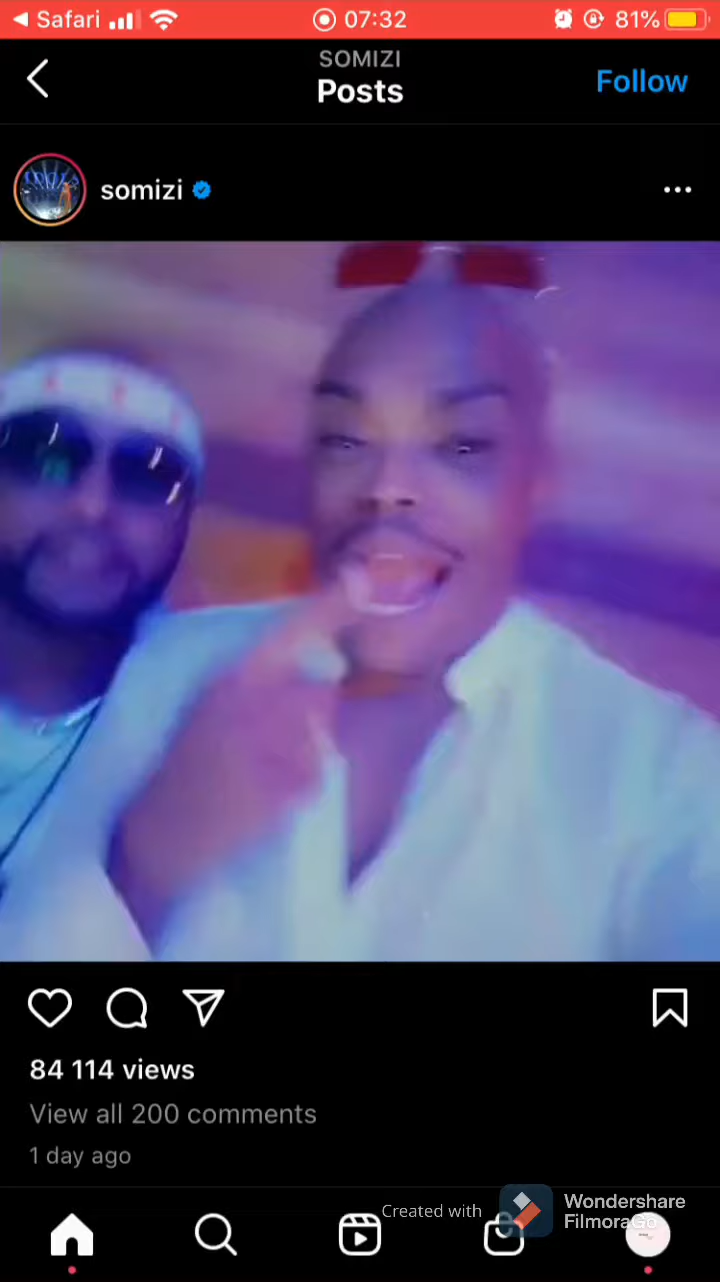 Safari
07:32
81%
SOMIZI
Posts
Follow
somizi
84 114 views
View all 200 comments
1 day ago
Created with
Wondershare
FilmoraGo